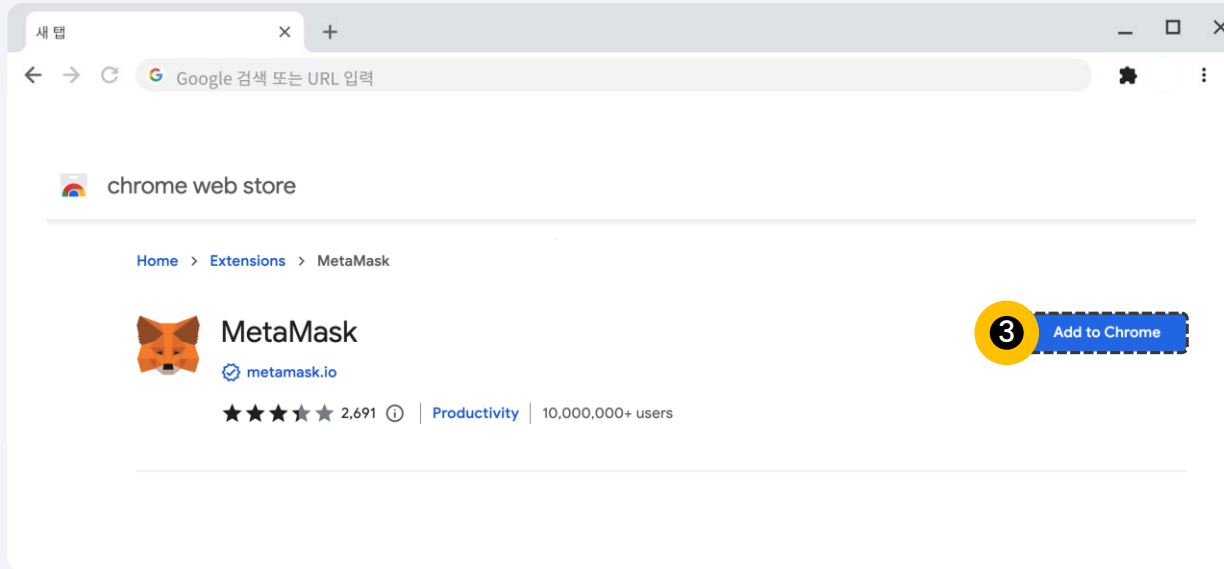 새 탭
Google 검색 또는 URL 입력
chrome web store
Home > Extensions > MetaMask
MetaMask
3 Add to Chrome
metamask.io
2,691 Productivity 10,000,000+ users